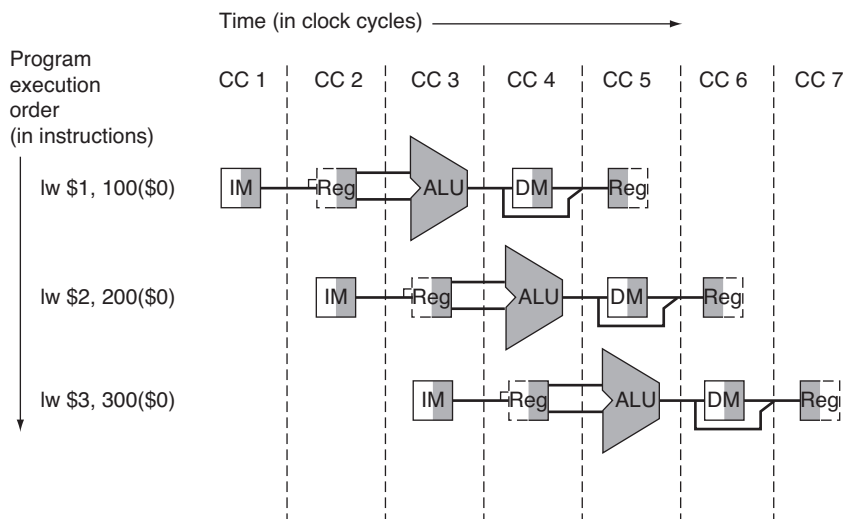 Time (in clock cycles)
Program
execution
order
(in instructions)
CC 1 CC 2 CC 3 CC 4 CC 5 CC 6 CC 7
lw $1, 100($0) IM Reg ALU DM Reg
lw $2, 200($0) IM Reg ALU DM Reg
lw $3, 300($0) IM Reg ALU DM Reg